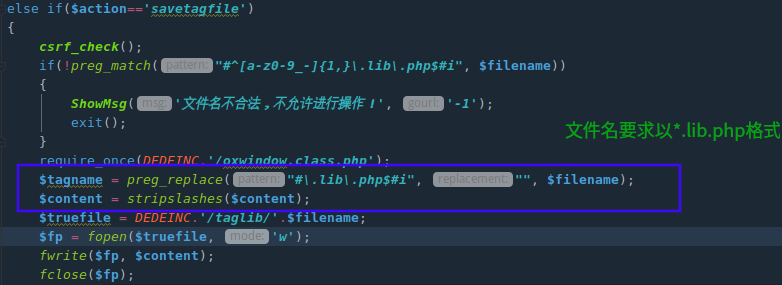 else if($action=='savetagfile')
{
csrf_check();
if(!preg_match( pattern: "#^[a-z0-9_-]{1,}\.lib\.php$#i", $filename))
{
ShowMsg( msg: '文件名不合法，不允许进行操作！', gourl: '-1');
exit();
}
文件名要求以*.lib.php格式
require_once(DEDEINC.'/oxwindow.class.php');
$tagname = preg_replace( pattern: "#\.lib\.php$#i", replacement: "", $filename);
$content = stripslashes($content);
$truefile = DEDEINC.'/taglib/'.$filename;
$fp = fopen($truefile, mode: 'w');
fwrite($fp, $content);
fclose($fp);